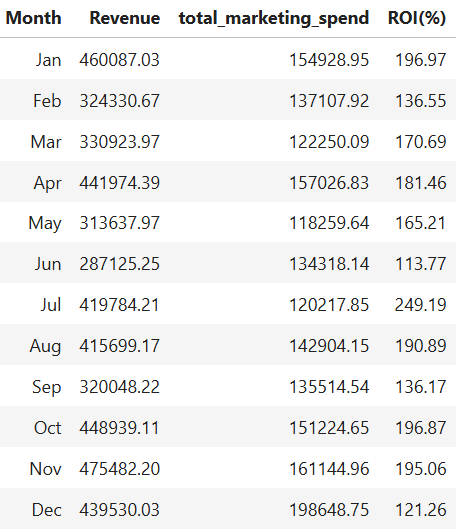 Month Revenue total_marketing_spend ROI(%)
Jan 460087.03 154928.95 196.97
Feb 324330.67 137107.92 136.55
Mar 330923.97 122250.09 170.69
Apr 441974.39 157026.83 181.46
May 313637.97 118259.64 165.21
Jun 287125.25 134318.14 113.77
Jul 419784.21 120217.85 249.19
Aug 415699.17 142904.15 190.89
Sep 320048.22 135514.54 136.17
Oct 448939.11 151224.65 196.87
Nov 475482.20 161144.96 195.06
Dec 439530.03 198648.75 121.26